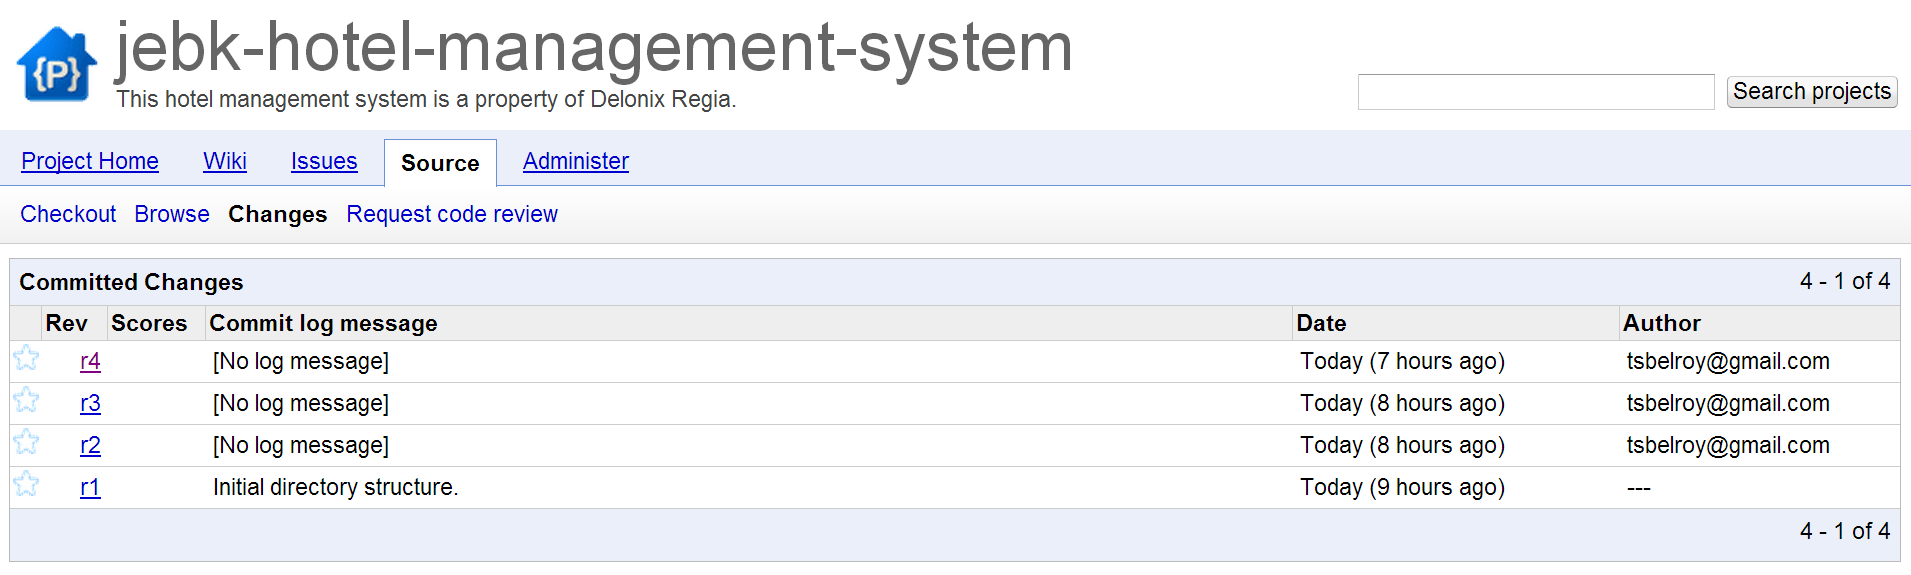 {P}
jebk-hotel-management-system
This hotel management system is a property of Delonix Regia.
Search projects
Project Home Wiki Issues Source Administer
Checkout Browse Changes Request code review
Committed Changes 4 - 1 of 4
Rev Scores Commit log message Date Author
r4 [No log message] Today (7 hours ago) tsbelroy@gmail.com
r3 [No log message] Today (8 hours ago) tsbelroy@gmail.com
r2 [No log message] Today (8 hours ago) tsbelroy@gmail.com
r1 Initial directory structure. Today (9 hours ago) ---
4 - 1 of 4